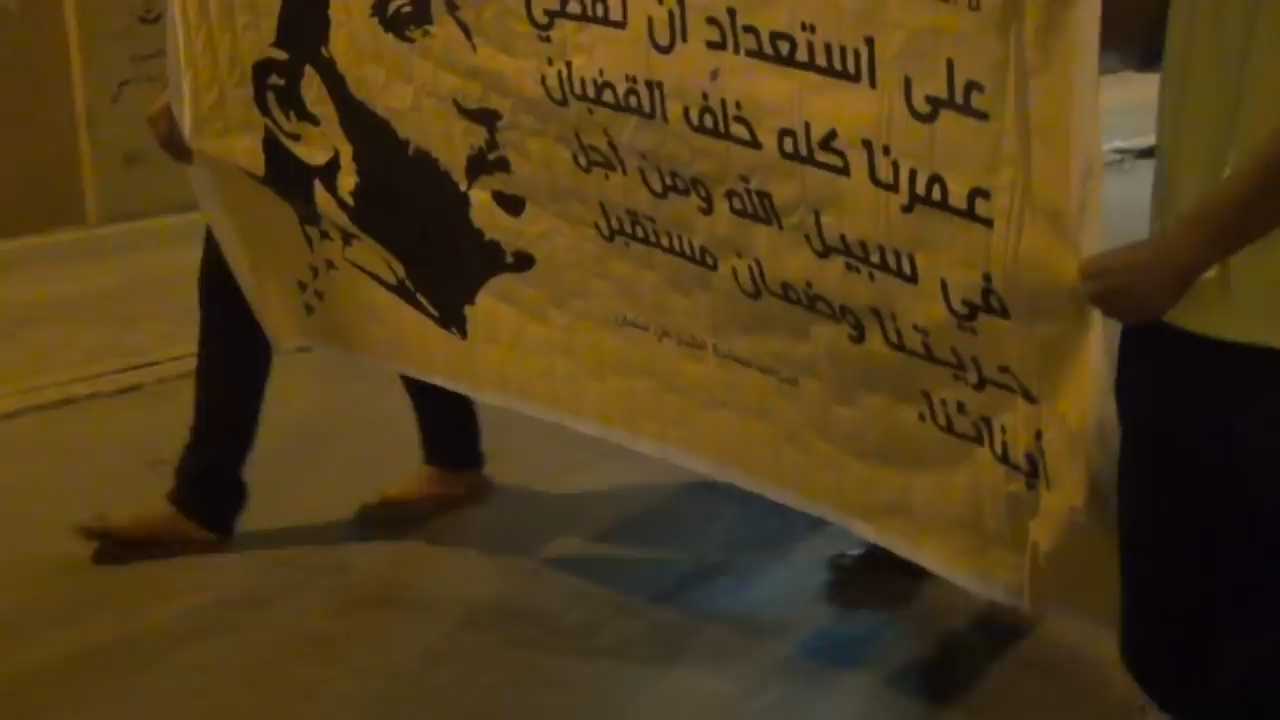 على استعداد أن نقضي
عمرنا كله خلف القضبان
في سبيل الله ومن أجل
حريتنا وضمان مستقبل
أبنائنا.